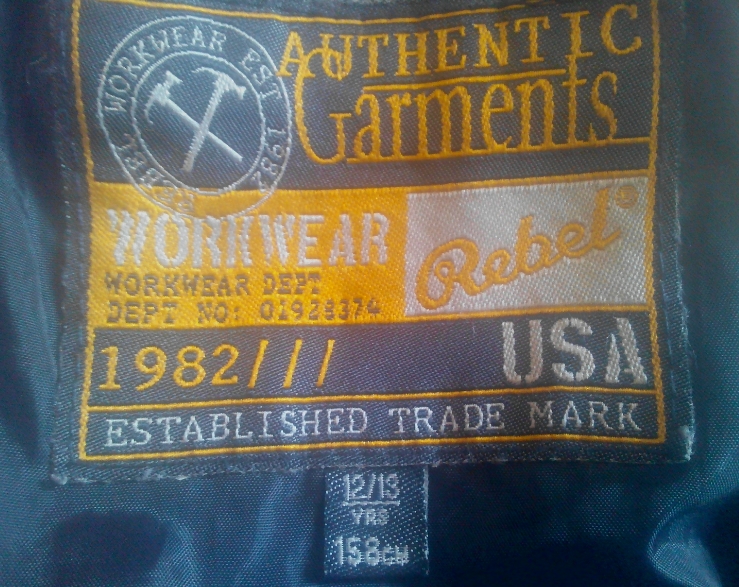 WORKWEAR EST 1982
REBEL
AUTHENTIC
Garments
WORKWEAR
Rebel®
WORKWEAR DEPT
DEPT NO: 01928374
1982///
USA
ESTABLISHED TRADE MARK
12/13
YRS
158CM